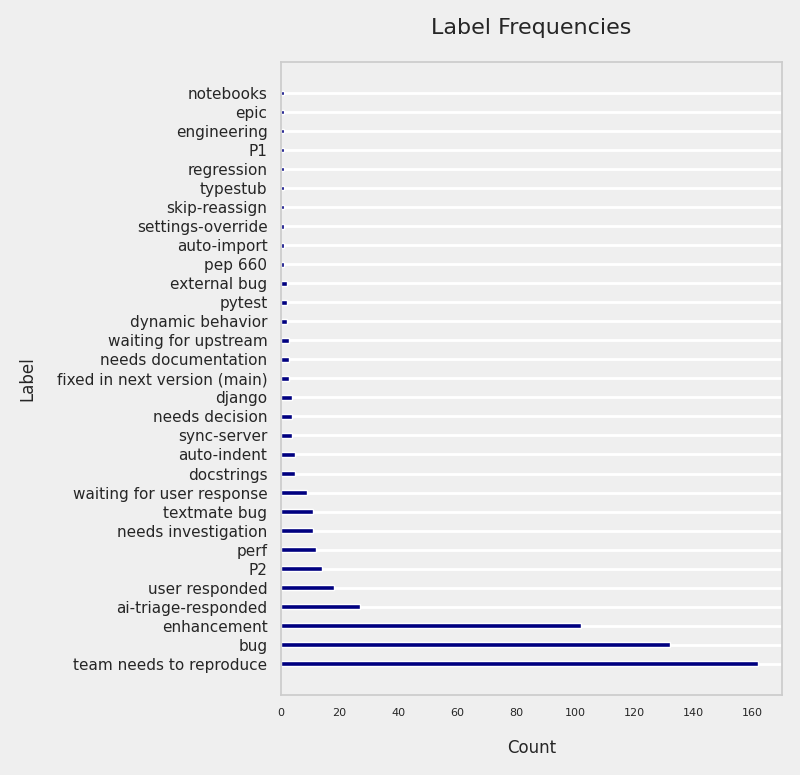 Label Frequencies
notebooks
epic
engineering
P1
regression
typestub
skip-reassign
settings-override
auto-import
pep 660
external bug
pytest
dynamic behavior
waiting for upstream
needs documentation
fixed in next version (main)
django
needs decision
sync-server
auto-indent
docstrings
waiting for user response
textmate bug
needs investigation
perf
P2
user responded
ai-triage-responded
enhancement
bug
team needs to reproduce
Label
0 20 40 60 80 100 120 140 160
Count